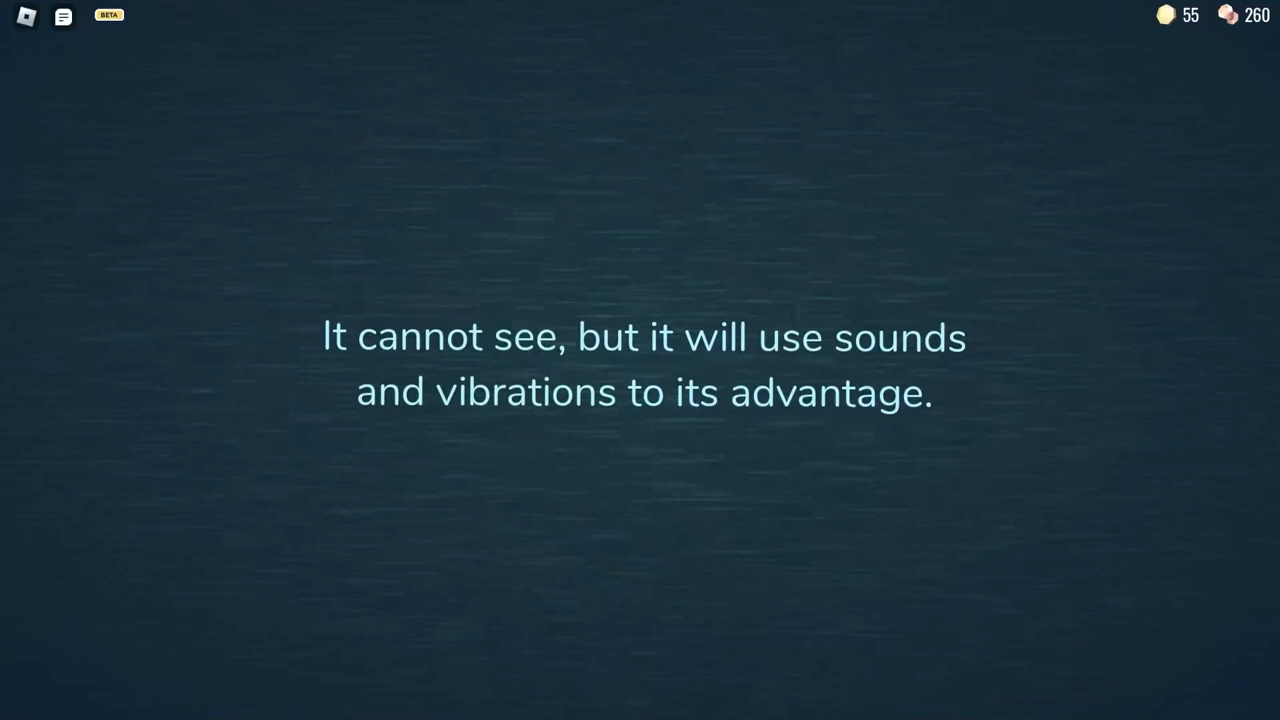 BETA
55
260
It cannot see, but it will use sounds
and vibrations to its advantage.